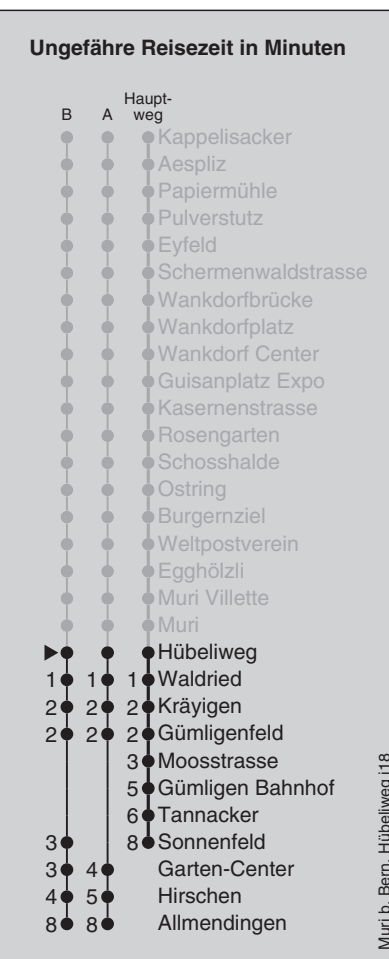 Ungefähre Reisezeit in Minuten
B A Haupt-
weg
Kappelisacker
Aespliz
Papiermühle
Pulverstutz
Eyfeld
Schermenwaldstrasse
Wankdorfbrücke
Wankdorfplatz
Wankdorf Center
Guisanplatz Expo
Kasernenstrasse
Rosengarten
Schosshalde
Ostring
Burgernziel
Weltpostverein
Egghölzli
Muri Villette
Muri
Hübeliweg
1 1 1 Waldried
2 2 2 Kräyigen
2 2 2 Gümligenfeld
3 Moosstrasse
5 Gümligen Bahnhof
6 Tannacker
3 8 Sonnenfeld
3 4 Garten-Center
4 5 Hirschen
8 8 Allmendingen
Muri b. Bern, Hübeliweg j18